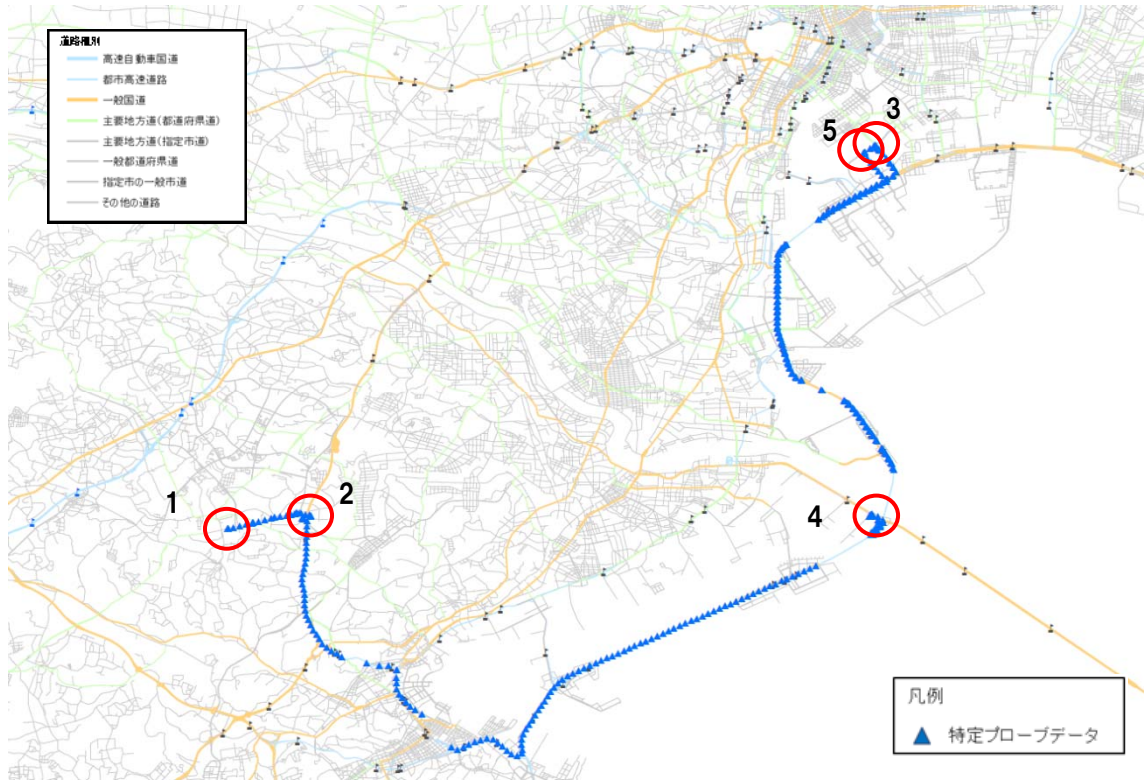 道路種別
高速自動車国道
都市高速道路
一般国道
主要地方道(都道府県道)
主要地方道(指定市道)
一般都道府県道
指定市の一般市道
その他の道路
5
3
1
2
4
凡例
特定プローブデータ